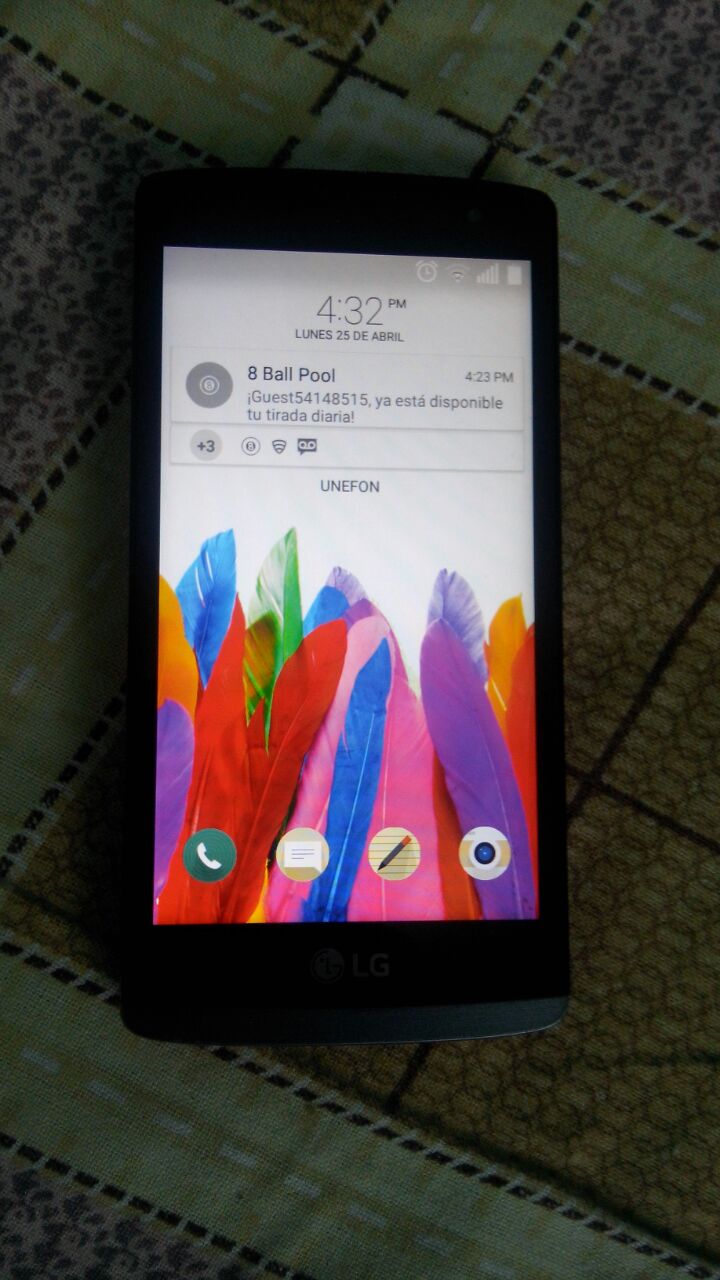 4:32 PM
LUNES 25 DE ABRIL
8 Ball Pool
4:23 PM
¡Guest54148515, ya está disponible
tu tirada diaria!
+3
8
UNEFON
LG